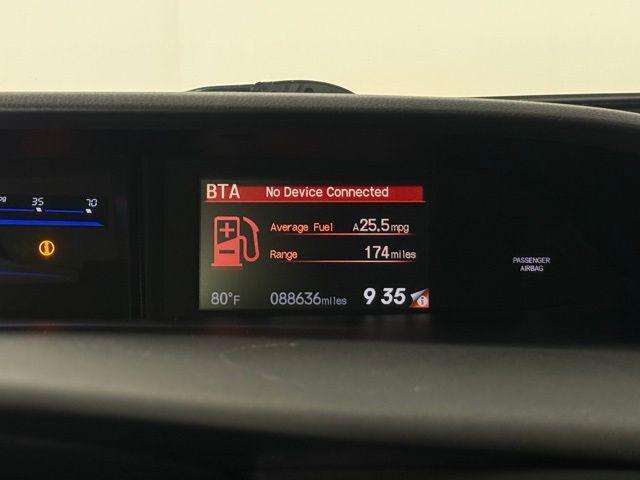 35 70
BTA No Device Connected
Average Fuel A25.5mpg
Range 174miles
80°F 088636miles 9 35 i
PASSENGER
AIRBAG